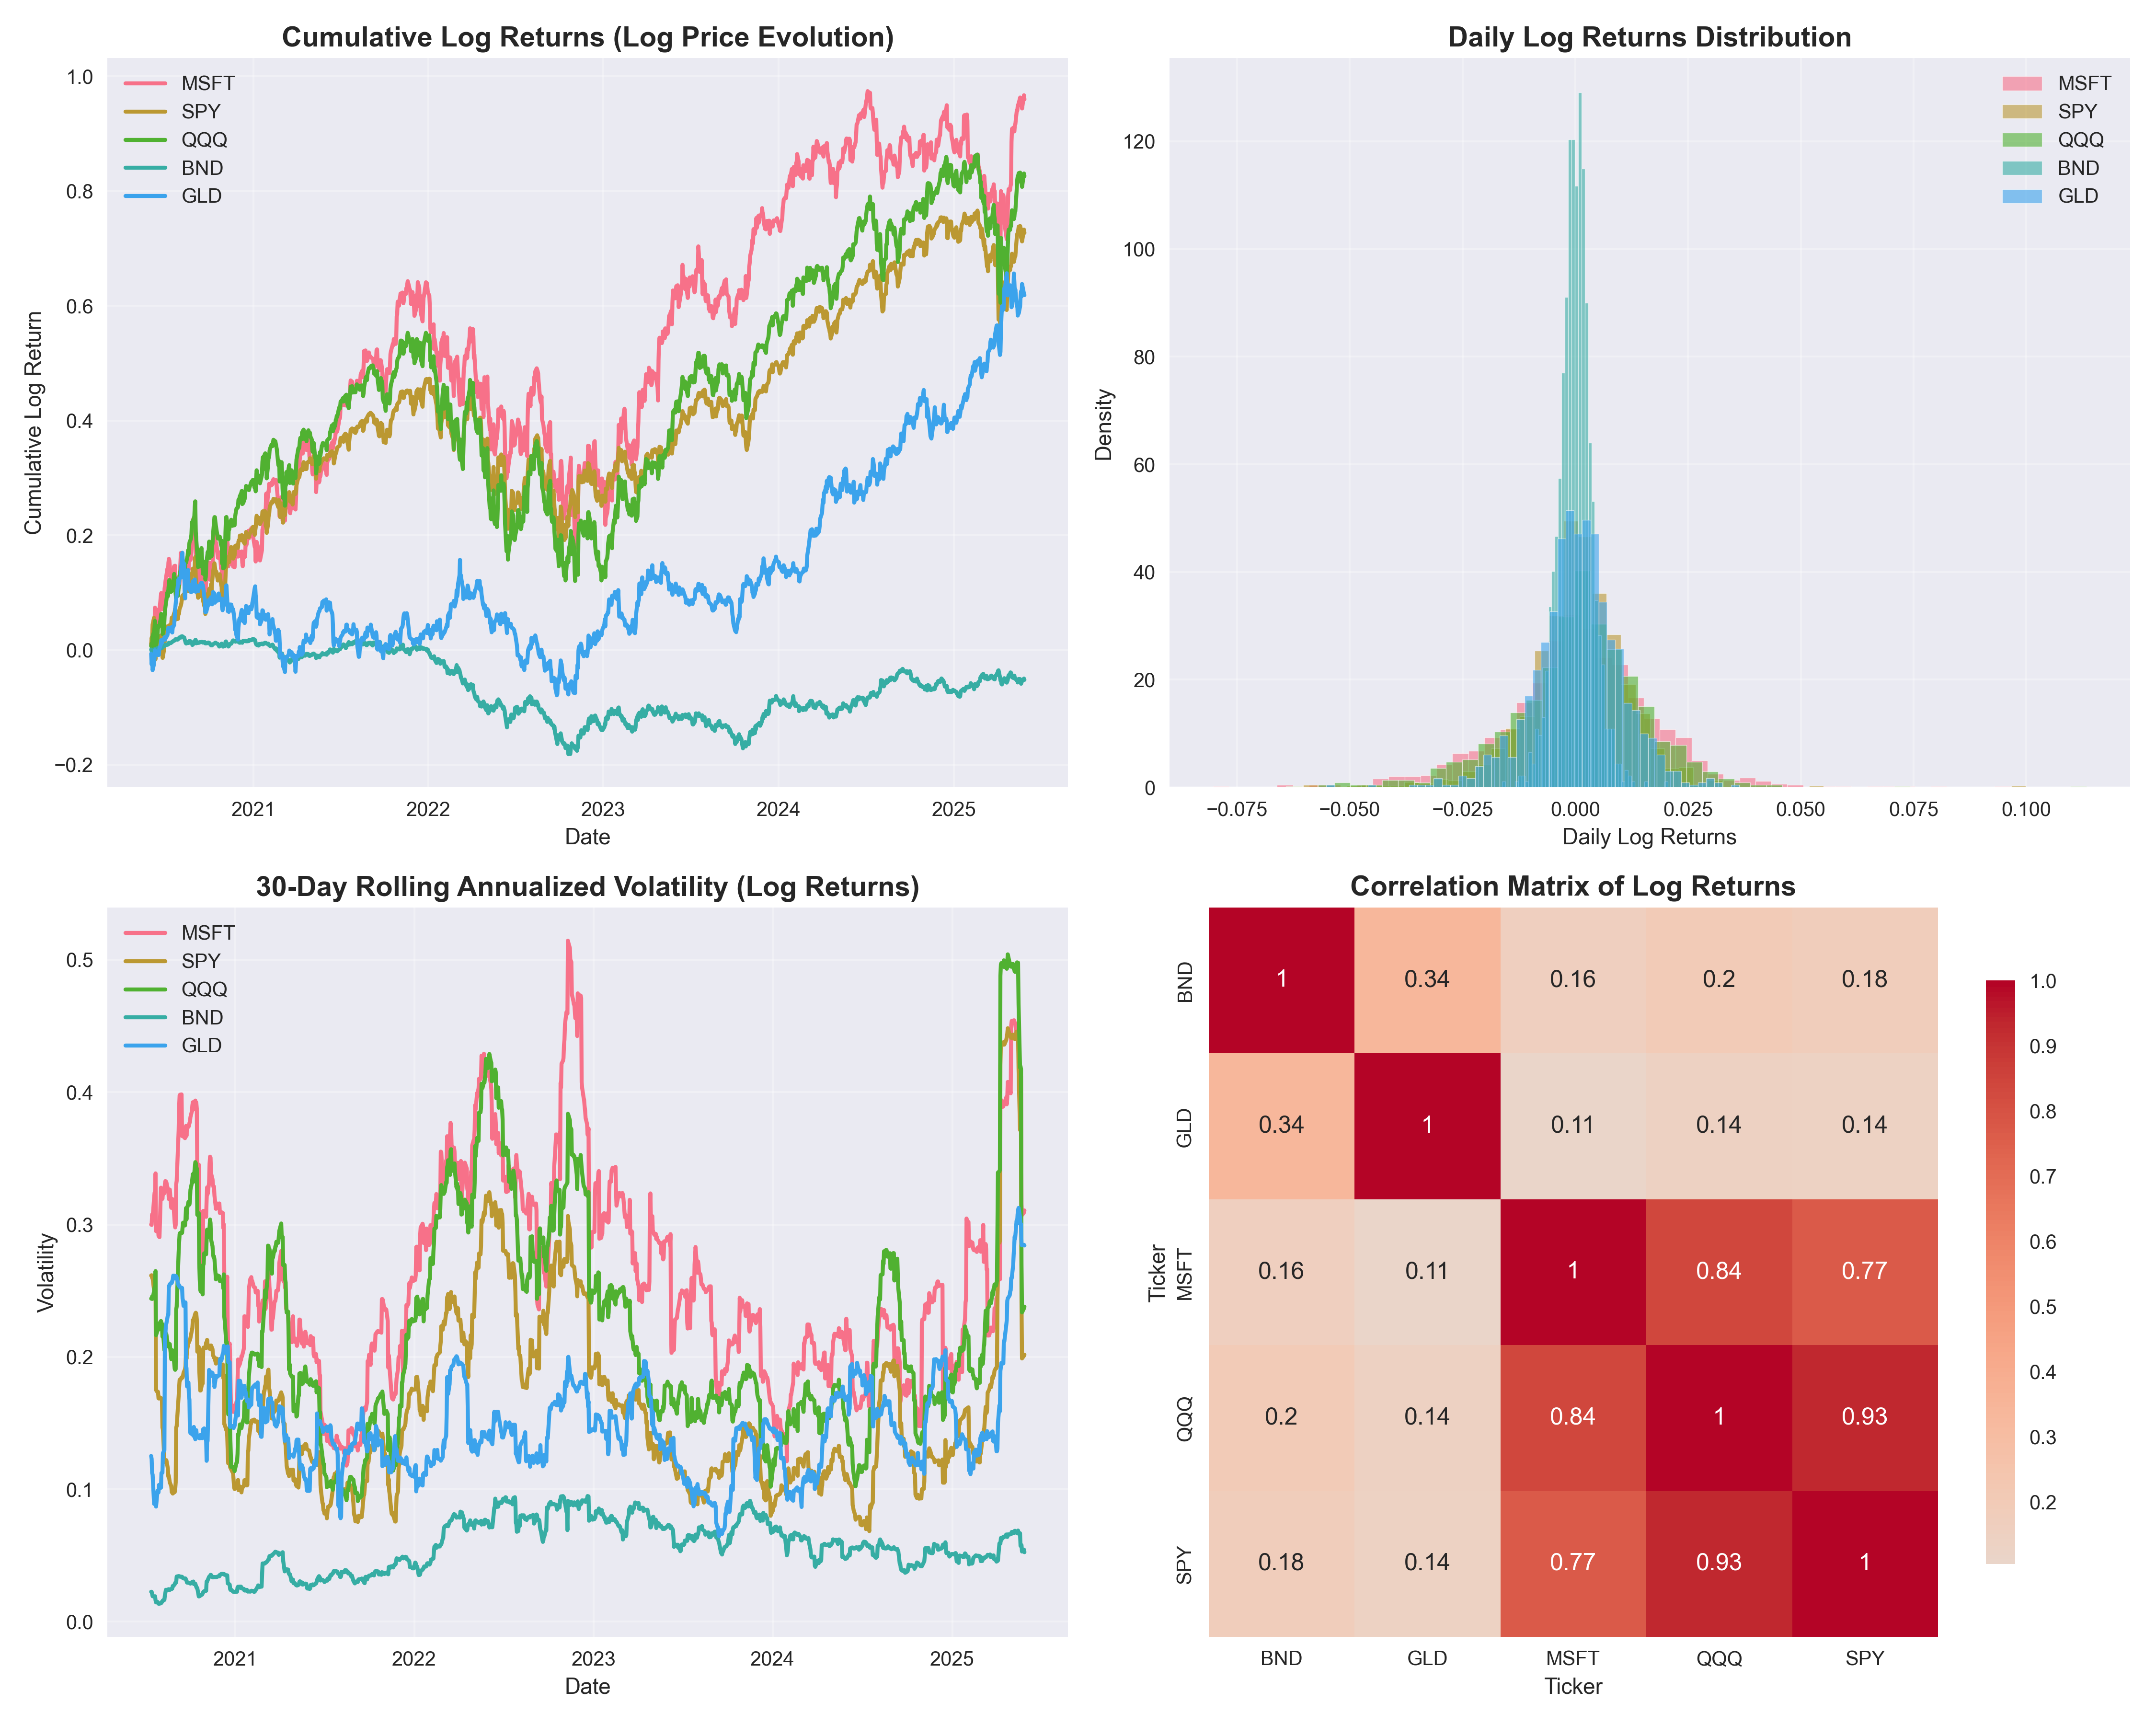 Cumulative Log Returns (Log Price Evolution)
MSFT
SPY
QQQ
BND
GLD
1.0
0.8
0.6
0.4
0.2
0.0
−0.2
Cumulative Log Return
2021 2022 2023 2024 2025
Date
Daily Log Returns Distribution
MSFT
SPY
QQQ
BND
GLD
120
100
80
60
40
20
0
Density
−0.075 −0.050 −0.025 0.000 0.025 0.050 0.075 0.100
Daily Log Returns
30-Day Rolling Annualized Volatility (Log Returns)
MSFT
SPY
QQQ
BND
GLD
0.5
0.4
0.3
0.2
0.1
0.0
Volatility
2021 2022 2023 2024 2025
Date
Correlation Matrix of Log Returns
BND 1 0.34 0.16 0.2 0.18
GLD 0.34 1 0.11 0.14 0.14
MSFT 0.16 0.11 1 0.84 0.77
QQQ 0.2 0.14 0.84 1 0.93
SPY 0.18 0.14 0.77 0.93 1
Ticker
BND GLD MSFT QQQ SPY
Ticker
1.0
0.9
0.8
0.7
0.6
0.5
0.4
0.3
0.2